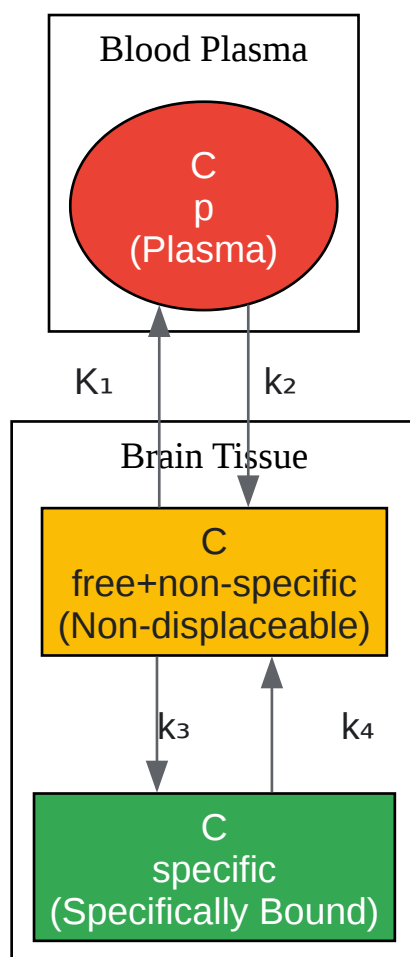 Blood Plasma
C
p
(Plasma)
K₁
k₂
Brain Tissue
C
free+non-specific
(Non-displaceable)
k₃
k₄
C
specific
(Specifically Bound)